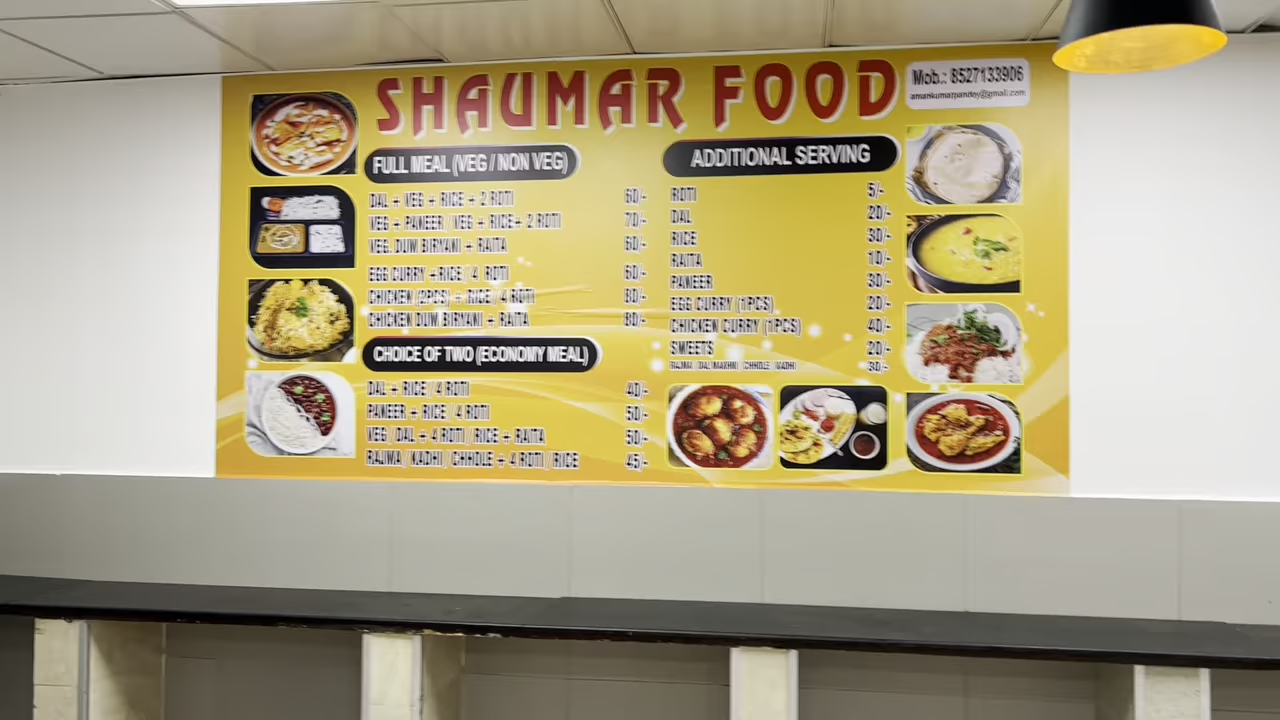 SHAUMAR FOOD
Mob.: 8527133906
amankumarpandey@gmail.com
FULL MEAL (VEG / NON VEG)
DAL + VEG + RICE + 2 ROTI 60/-
VEG + PANEER/ VEG + RICE+ 2 ROTI 70/-
VEG. DUM BIRYANI + RAITA 60/-
EGG CURRY +RICE / 4 ROTI 60/-
CHICKEN (2PCS) + RICE / 4 ROTI 80/-
CHICKEN DUM BIRYANI + RAITA 80/-
CHOICE OF TWO (ECONOMY MEAL)
DAL + RICE / 4 ROTI 40/-
PANEER + RICE / 4 ROTI 50/-
VEG / DAL + 4 ROTI / RICE + RAITA 50/-
RAJMA / KADHI / CHHOLE + 4 ROTI / RICE 45/-
ADDITIONAL SERVING
ROTI 5/-
DAL 20/-
RICE 30/-
RAITA 10/-
PANEER 30/-
EGG CURRY (1PCS) 20/-
CHICKEN CURRY (1PCS) 40/-
SWEETS 20/-
RAJMA / DAL MAKHNI / CHHOLE / KADHI 30/-